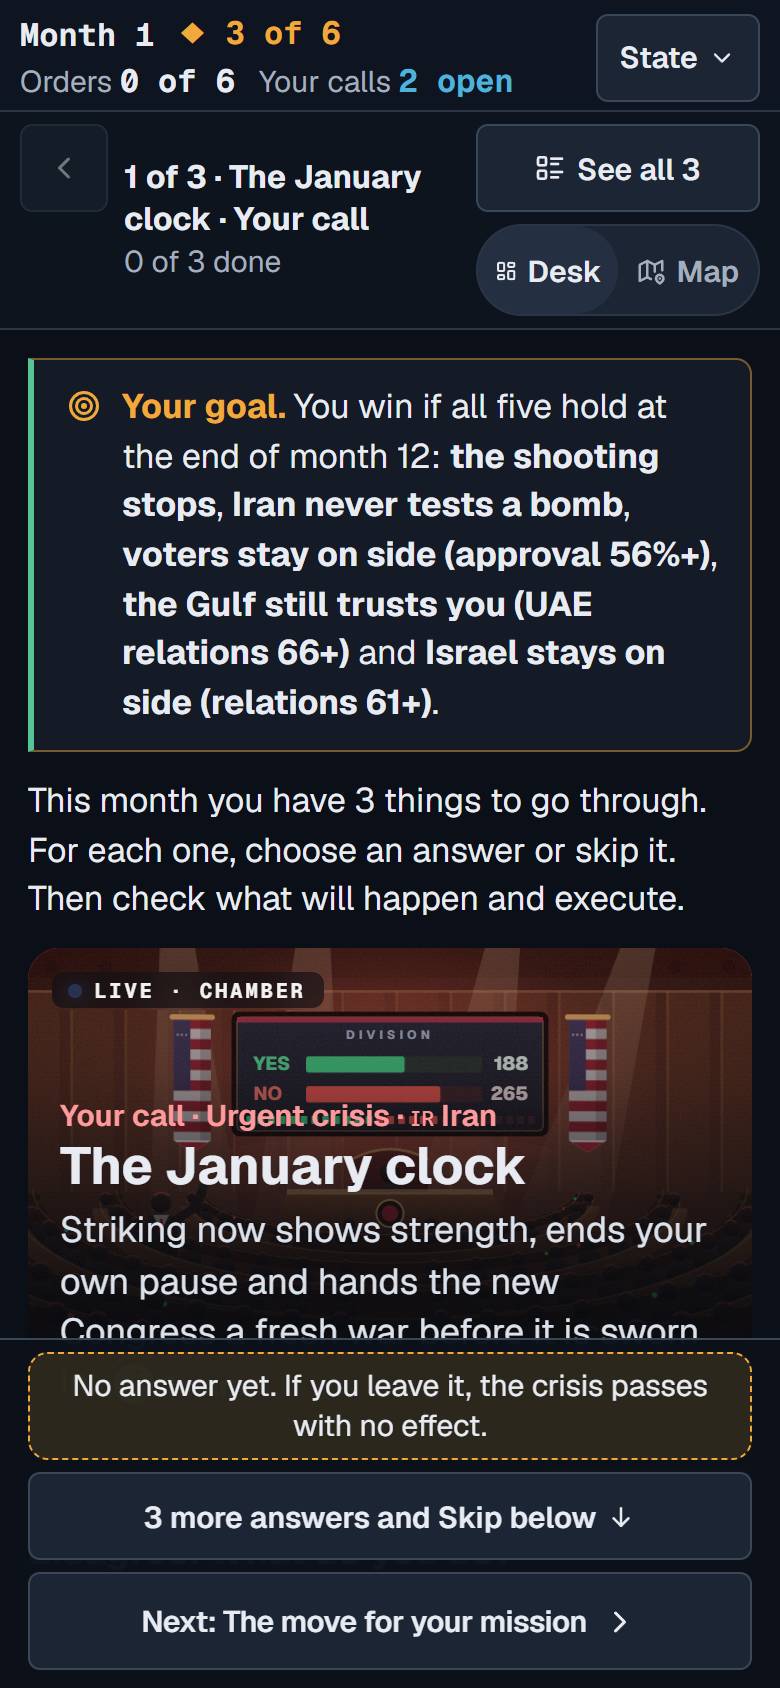 Month 1 ◆ 3 of 6
Orders 0 of 6 Your calls 2 open
State
1 of 3 · The January
clock · Your call
0 of 3 done
See all 3
Desk
Map
Your goal. You win if all five hold at
the end of month 12: the shooting
stops, Iran never tests a bomb,
voters stay on side (approval 56%+),
the Gulf still trusts you (UAE
relations 66+) and Israel stays on
side (relations 61+).
This month you have 3 things to go through.
For each one, choose an answer or skip it.
Then check what will happen and execute.
LIVE · CHAMBER
DIVISION
YES 188
NO 265
Your call · Urgent crisis · IR Iran
The January clock
Striking now shows strength, ends your
own pause and hands the new
Congress a fresh war before it is sworn
No answer yet. If you leave it, the crisis passes
with no effect.
3 more answers and Skip below ↓
Next: The move for your mission